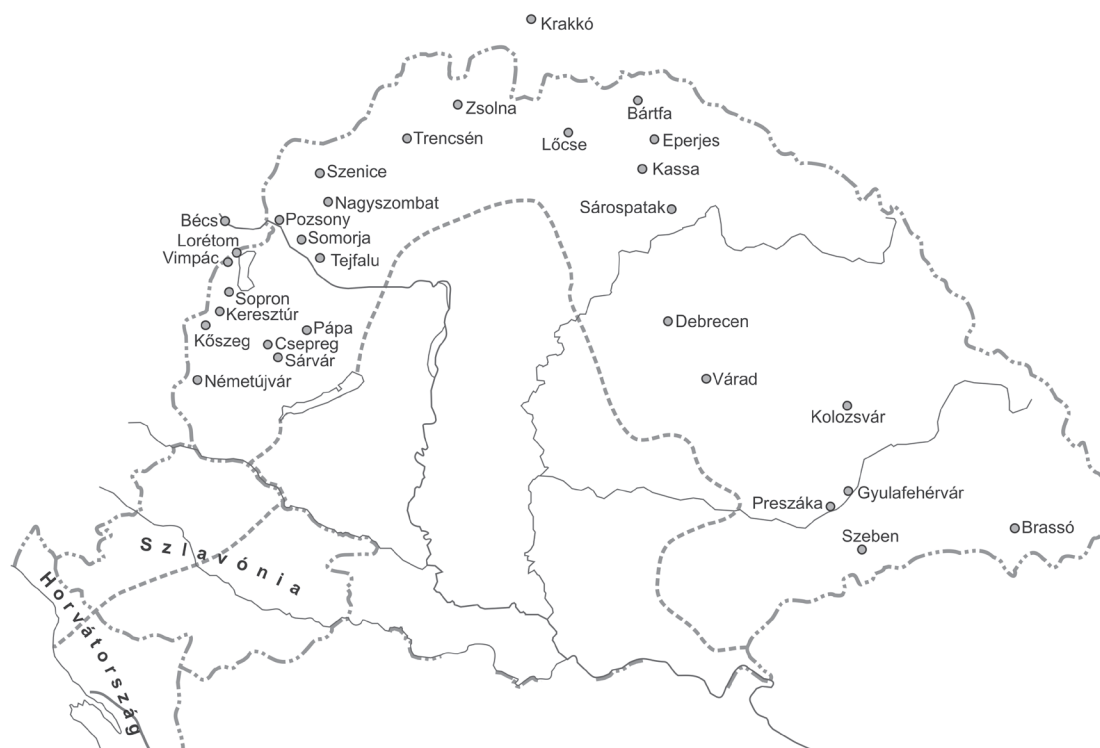 Krakkó
Zsolna
Bártfa
Trencsén
Lőcse
Eperjes
Szenice
Kassa
Nagyszombat
Sárospatak
Bécs
Pozsony
Lorétom
Somorja
Vimpác
Tejfalu
Sopron
Keresztúr
Debrecen
Pápa
Kőszeg
Csepreg
Sárvár
Németújvár
Várad
Kolozsvár
Gyulafehérvár
Preszáka
Brassó
Szeben
Szlavónia
Horvátország